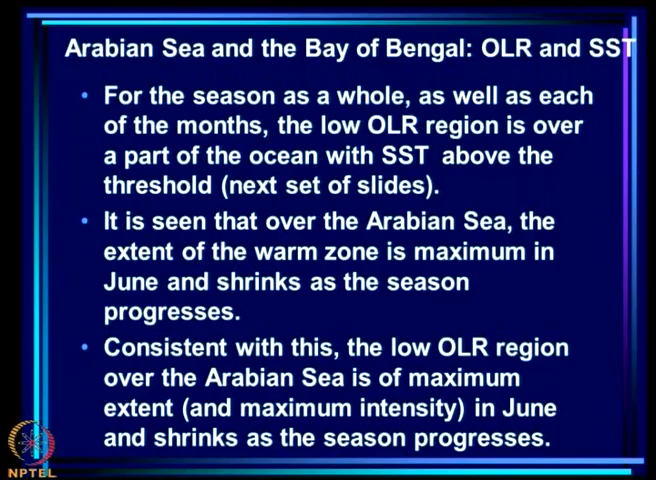 Arabian Sea and the Bay of Bengal: OLR and SST
• For the season as a whole, as well as each
of the months, the low OLR region is over
a part of the ocean with SST above the
threshold (next set of slides).
• It is seen that over the Arabian Sea, the
extent of the warm zone is maximum in
June and shrinks as the season
progresses.
• Consistent with this, the low OLR region
over the Arabian Sea is of maximum
extent (and maximum intensity) in June
and shrinks as the season progresses.
NPTEL